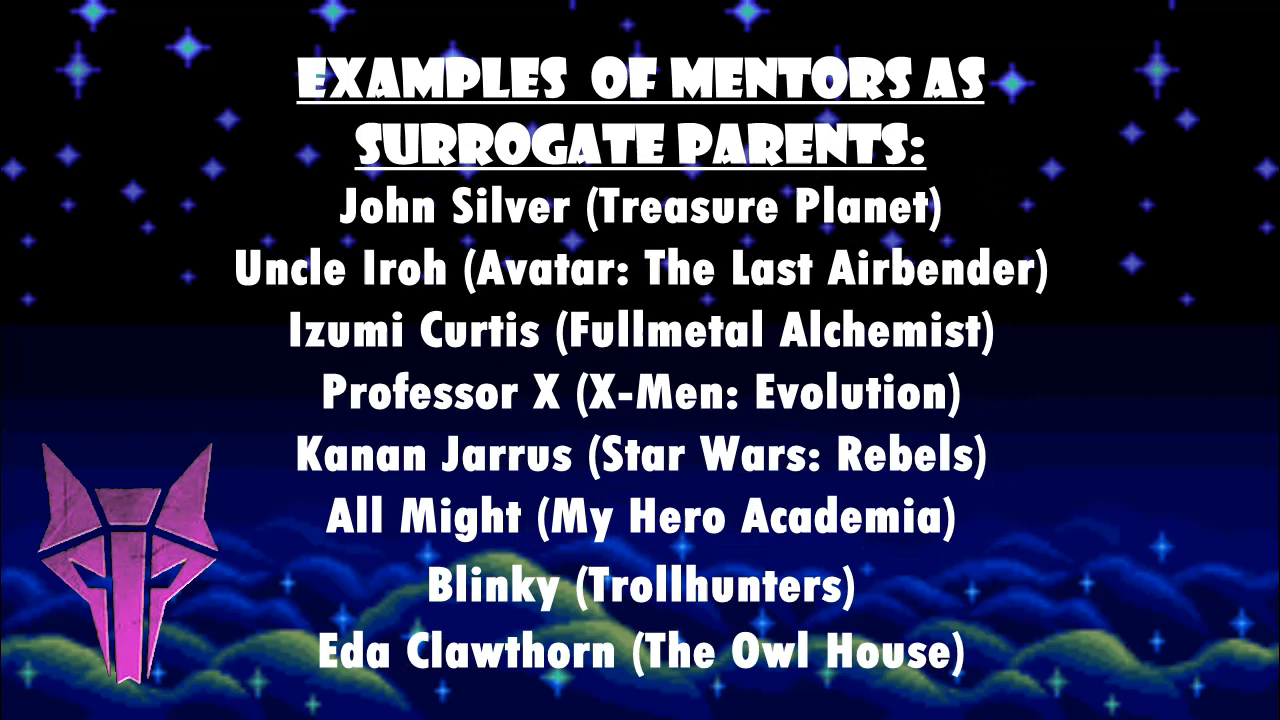 EXAMPLES OF MENTORS AS
SURROGATE PARENTS:
John Silver (Treasure Planet)
Uncle Iroh (Avatar: The Last Airbender)
Izumi Curtis (Fullmetal Alchemist)
Professor X (X-Men: Evolution)
Kanan Jarrus (Star Wars: Rebels)
All Might (My Hero Academia)
Blinky (Trollhunters)
Eda Clawthorn (The Owl House)